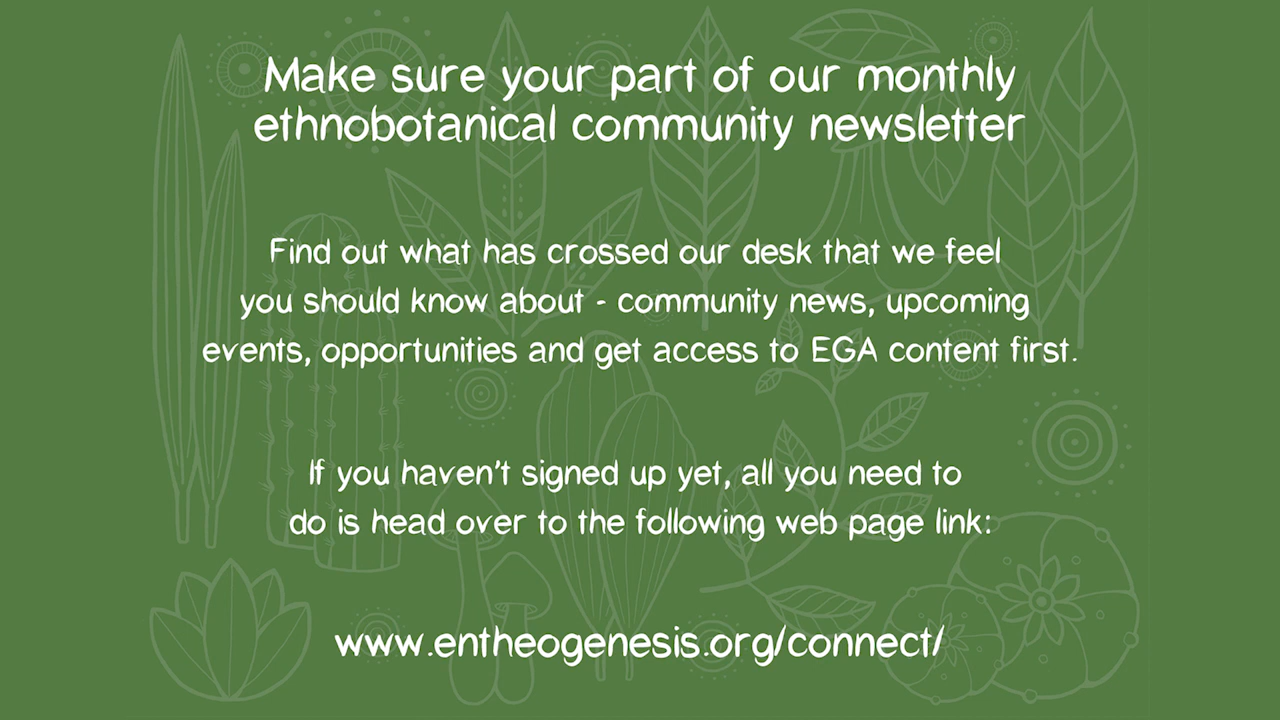 Make sure your part of our monthly
ethnobotanical community newsletter
Find out what has crossed our desk that we feel
you should know about - community news, upcoming
events, opportunities and get access to EGA content first.
If you haven't signed up yet, all you need to
do is head over to the following web page link:
www.entheogenesis.org/connect/